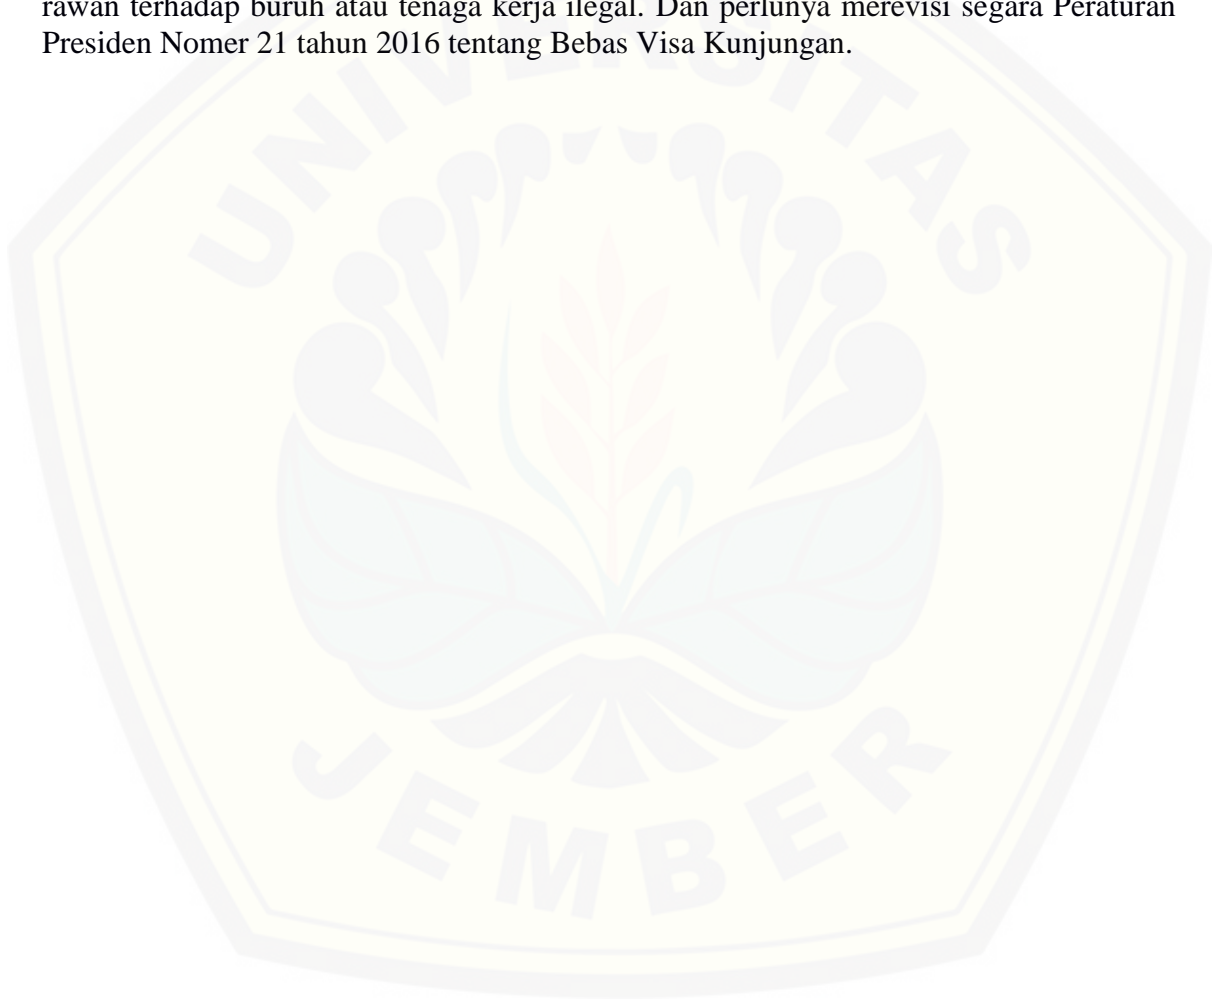 rawan terhadap buruh atau tenaga kerja ilegal. Dan perlunya merevisi segara Peraturan
Presiden Nomer 21 tahun 2016 tentang Bebas Visa Kunjungan.
UNIVERSITAS
JEMBER